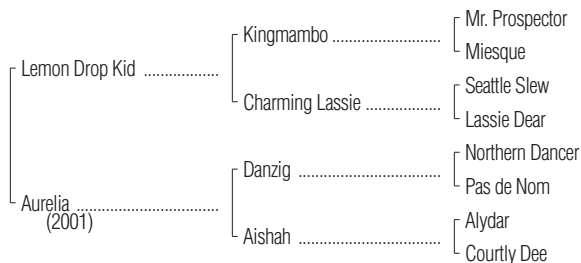 Mr. Prospector
Kingmambo ........................
Miesque
Lemon Drop Kid ................
Seattle Slew
Charming Lassie ................
Lassie Dear
Northern Dancer
Danzig ...............................
Pas de Nom
Aurelia ...............................
(2001)
Alydar
Aishah ...............................
Courtly Dee